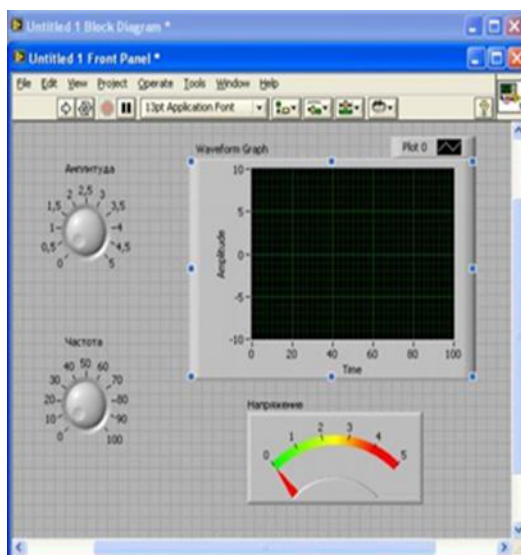 Untitled 1 Block Diagram *
Untitled 1 Front Panel *
File Edit View Project Operate Tools Window Help
13pt Application Font
Амплитуда
0 0,5 1 1,5 2 2,5 3 3,5 4 4,5 5
Waveform Graph
Plot 0
Amplitude
10
5
0
-5
-10
0 20 40 60 80 100
Time
Частота
0 10 20 30 40 50 60 70 80 90 100
Напряжение
0 1 2 3 4 5